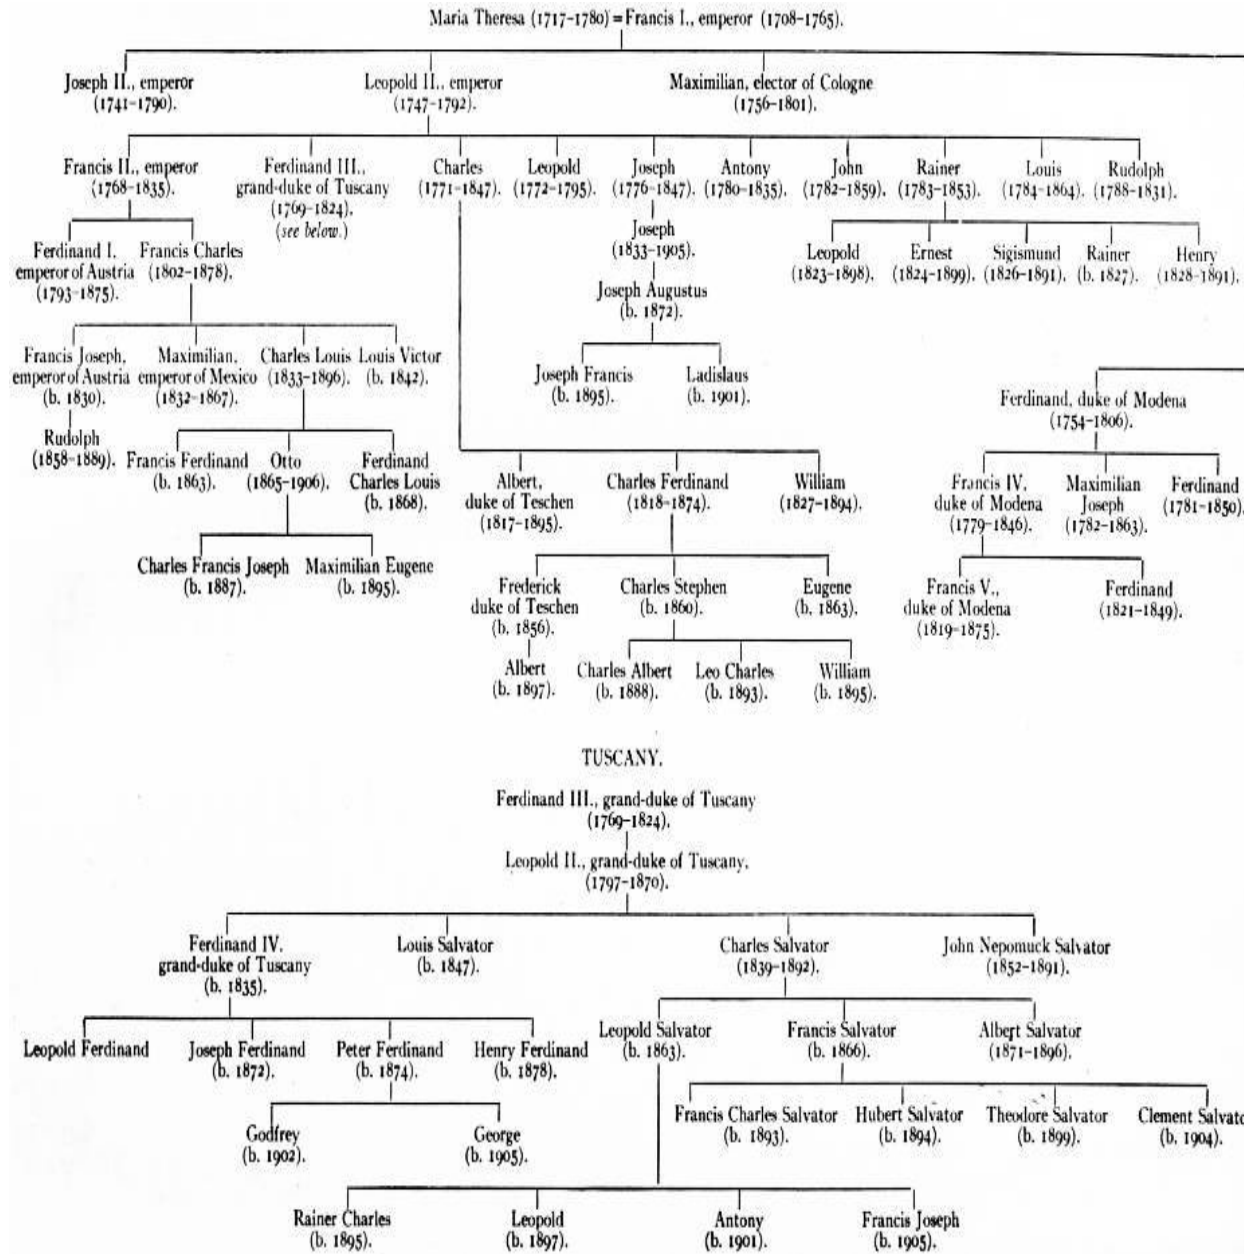 Maria Theresa (1717-1780) = Francis I., emperor (1708-1765).
Joseph II., emperor
(1741-1790).
Leopold II., emperor
(1747-1792).
Maximilian, elector of Cologne
(1756-1801).
Francis II., emperor
(1768-1835).
Ferdinand III.,
grand-duke of Tuscany
(1769-1824).
(see below.)
Charles
(1771-1847).
Leopold
(1772-1795).
Joseph
(1776-1847).
Antony
(1780-1835).
John
(1782-1859).
Rainer
(1783-1853).
Louis
(1784-1864).
Rudolph
(1788-1831).
Ferdinand I.
emperor of Austria
(1793-1875).
Francis Charles
(1802-1878).
Joseph
(1833-1905).
Leopold
(1823-1898).
Ernest
(1824-1899).
Sigismund
(1826-1891).
Rainer
(b. 1827).
Henry
(1828-1891).
Joseph Augustus
(b. 1872).
Francis Joseph,
emperor of Austria
(b. 1830).
Maximilian,
emperor of Mexico
(1832-1867).
Charles Louis
(1833-1896).
Louis Victor
(b. 1842).
Joseph Francis
(b. 1895).
Ladislaus
(b. 1901).
Ferdinand, duke of Modena
(1754-1806).
Rudolph
(1858-1889).
Francis Ferdinand
(b. 1863).
Otto
(1865-1906).
Ferdinand
Charles Louis
(b. 1868).
Albert,
duke of Teschen
(1817-1895).
Charles Ferdinand
(1818-1874).
William
(1827-1894).
Francis IV.
duke of Modena
(1779-1846).
Maximilian
Joseph
(1782-1863).
Ferdinand
(1781-1850).
Charles Francis Joseph
(b. 1887).
Maximilian Eugene
(b. 1895).
Frederick
duke of Teschen
(b. 1856).
Charles Stephen
(b. 1860).
Eugene
(b. 1863).
Francis V.,
duke of Modena
(1819-1875).
Ferdinand
(1821-1849).
Albert
(b. 1897).
Charles Albert
(b. 1888).
Leo Charles
(b. 1893).
William
(b. 1895).
TUSCANY.
Ferdinand III., grand-duke of Tuscany
(1769-1824).
Leopold II., grand-duke of Tuscany.
(1797-1870).
Ferdinand IV.
grand-duke of Tuscany
(b. 1835).
Louis Salvator
(b. 1847).
Charles Salvator
(1839-1892).
John Nepomuck Salvator
(1852-1891).
Leopold Ferdinand
Joseph Ferdinand
(b. 1872).
Peter Ferdinand
(b. 1874).
Henry Ferdinand
(b. 1878).
Leopold Salvator
(b. 1863).
Francis Salvator
(b. 1866).
Albert Salvator
(1871-1896).
Godfrey
(b. 1902).
George
(b. 1905).
Francis Charles Salvator
(b. 1893).
Hubert Salvator
(b. 1894).
Theodore Salvator
(b. 1899).
Clement Salvato
(b. 1904).
Rainer Charles
(b. 1895).
Leopold
(b. 1897).
Antony
(b. 1901).
Francis Joseph
(b. 1905).